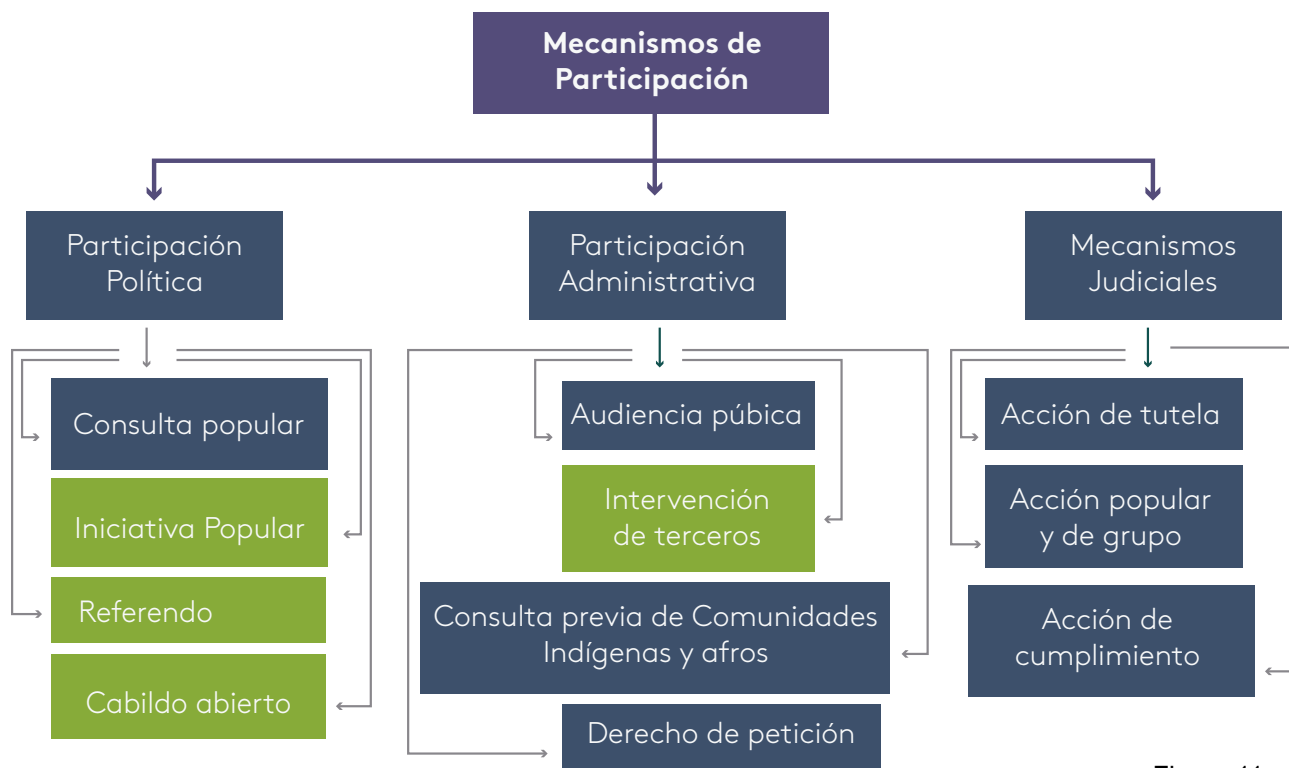 Mecanismos de
Participación
Participación
Política
Participación
Administrativa
Mecanismos
Judiciales
Consulta popular
Iniciativa Popular
Referendo
Cabildo abierto
Audiencia púbica
Intervención
de terceros
Consulta previa de Comunidades
Indígenas y afros
Derecho de petición
Acción de tutela
Acción popular
y de grupo
Acción de
cumplimiento